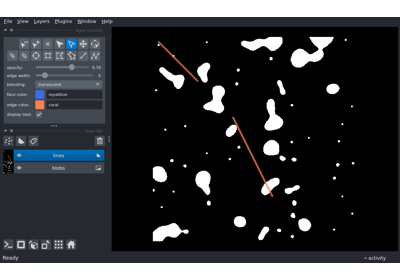 File View Layers Plugins Window Help
opacity: 0.70
edge width: 5
blending: translucent
face color: royalblue
edge color: coral
display text:
lines
blobs
Ready
activity